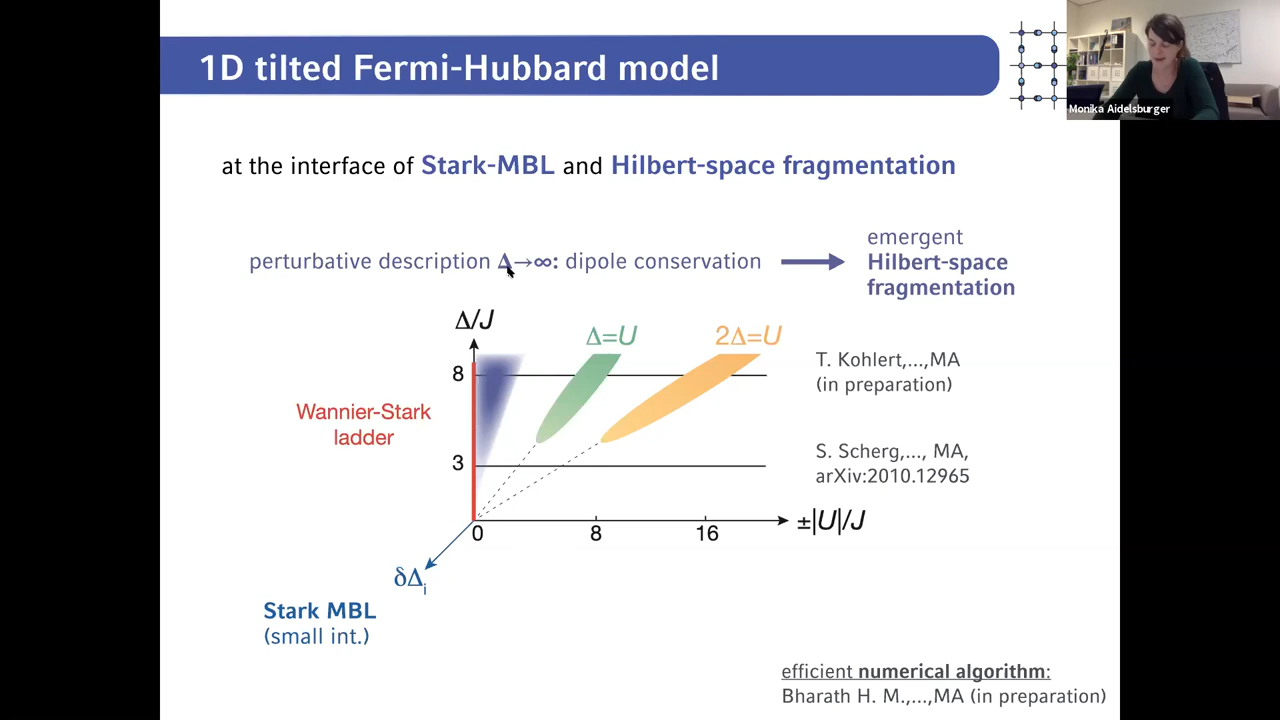 1D tilted Fermi-Hubbard model
Monika Aidelsburger
at the interface of Stark-MBL and Hilbert-space fragmentation
perturbative description Δ→∞: dipole conservation
emergent
Hilbert-space
fragmentation
Δ/J
Δ=U
2Δ=U
8
Wannier-Stark
ladder
3
T. Kohlert,...,MA
(in preparation)
S. Scherg,..., MA,
arXiv:2010.12965
0
8
16
±|U|/J
δΔi
Stark MBL
(small int.)
efficient numerical algorithm:
Bharath H. M.,...,MA (in preparation)